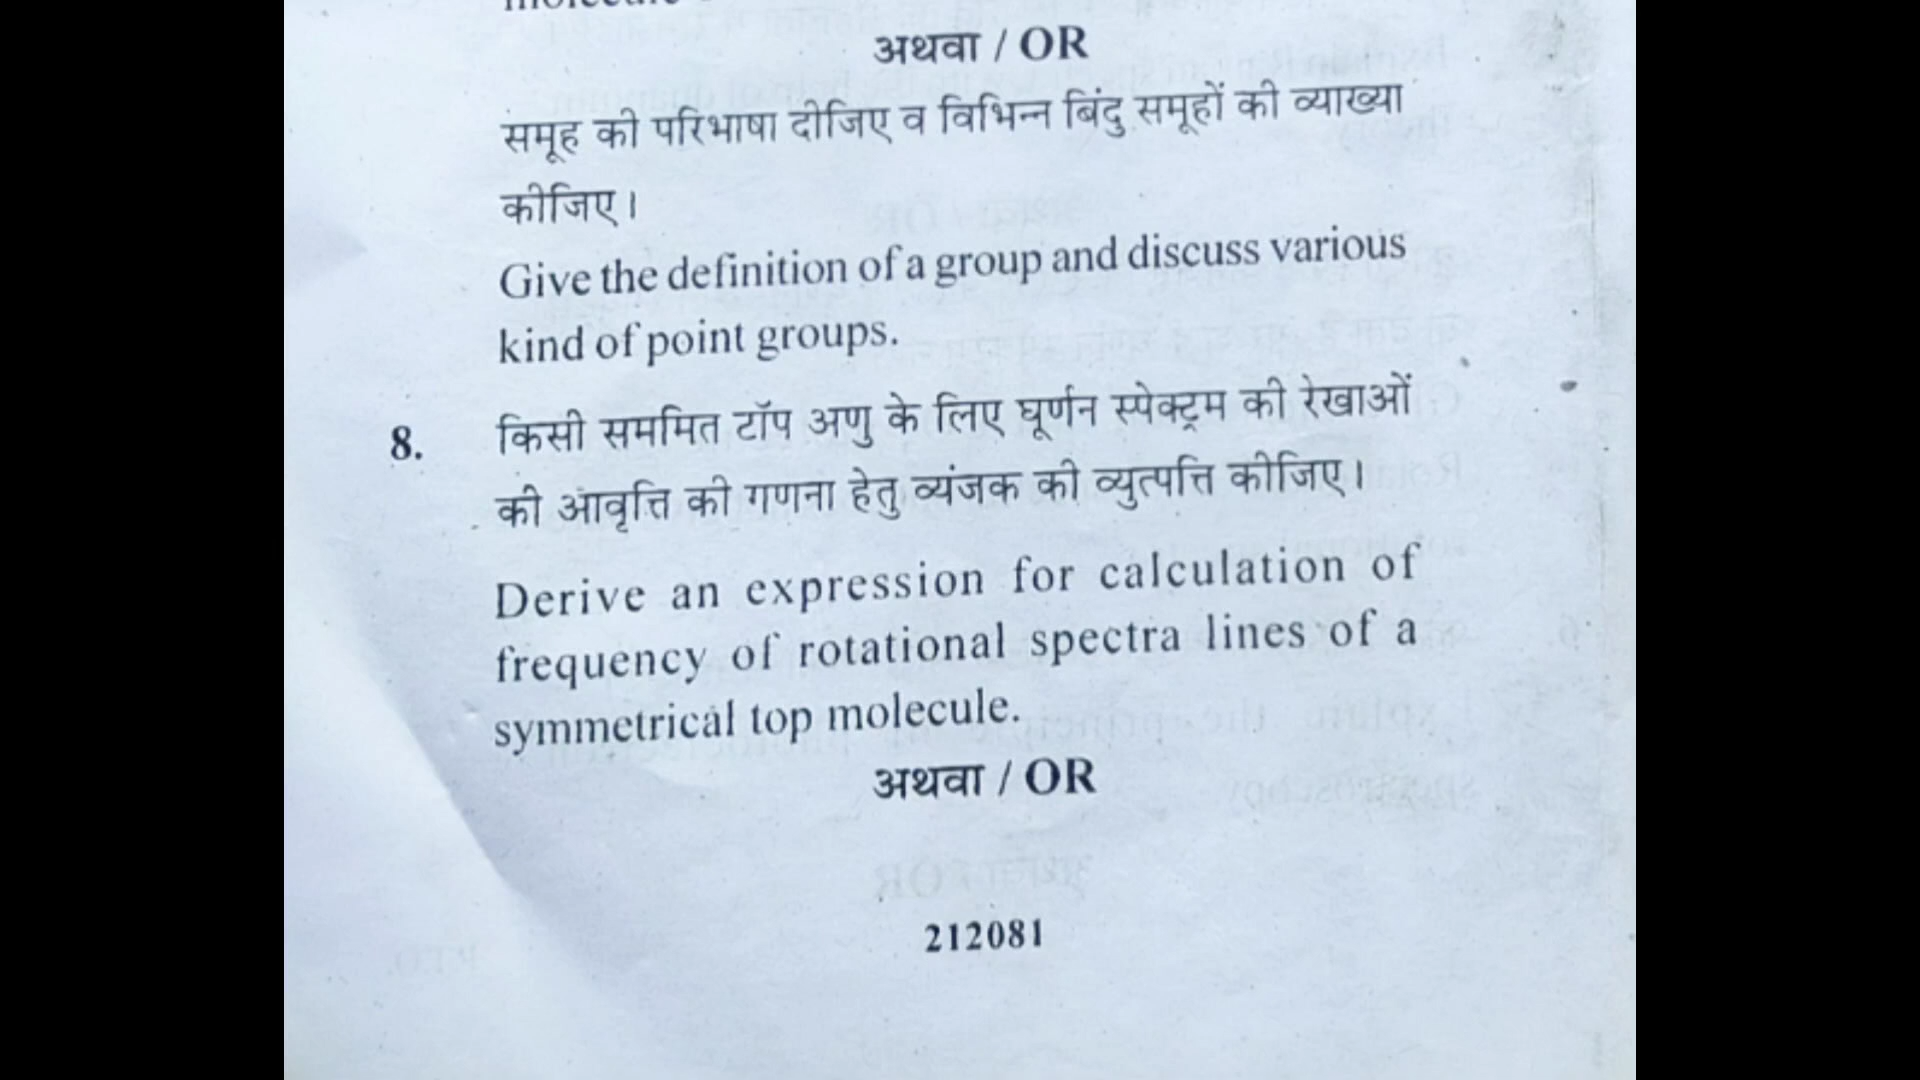 अथवा / OR
समूह की परिभाषा दीजिए व विभिन्न बिंदु समूहों की व्याख्या
कीजिए।
Give the definition of a group and discuss various
kind of point groups.
8. किसी सममित टॉप अणु के लिए घूर्णन स्पेक्ट्रम की रेखाओं
की आवृत्ति की गणना हेतु व्यंजक की व्युत्पत्ति कीजिए।
Derive an expression for calculation of
frequency of rotational spectra lines of a
symmetrical top molecule.
अथवा / OR
212081